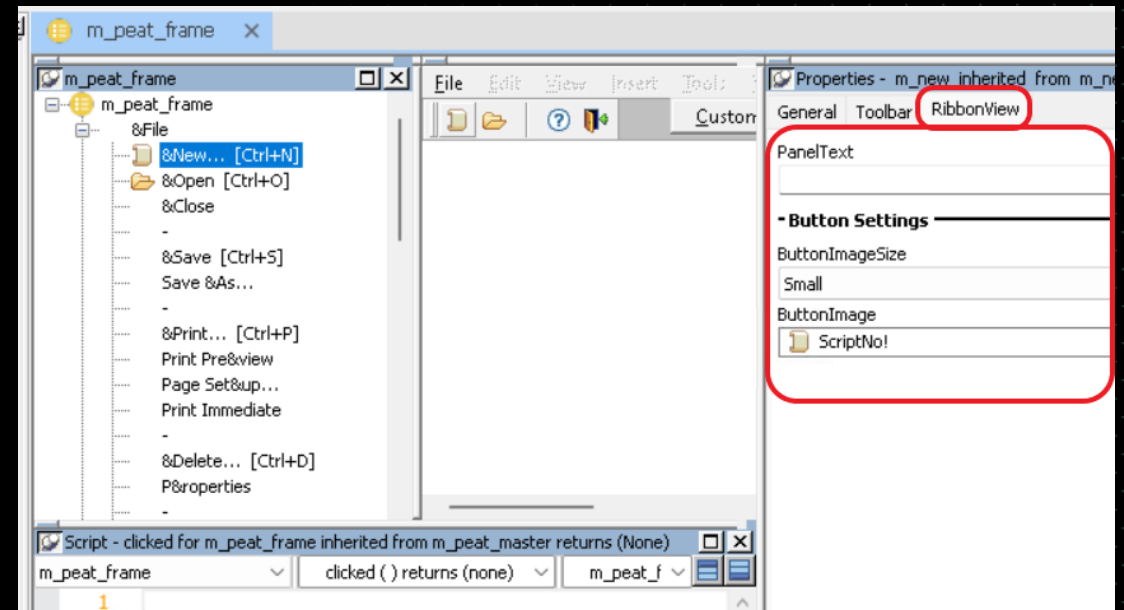 m_peat_frame
m_peat_frame
m_peat_frame
&File
&New... [Ctrl+N]
&Open [Ctrl+O]
&Close
-
&Save [Ctrl+S]
Save &As...
-
&Print... [Ctrl+P]
Print Pre&view
Page Set&up...
Print Immediate
-
&Delete... [Ctrl+D]
P&roperties
-
File Edit View Insert Tools
Custom
Properties - m_new inherited from m_ne
General Toolbar RibbonView
PanelText
Button Settings
ButtonImageSize
Small
ButtonImage
ScriptNo!
Script - clicked for m_peat_frame inherited from m_peat_master returns (None)
m_peat_frame clicked ( ) returns (none) m_peat_f
1